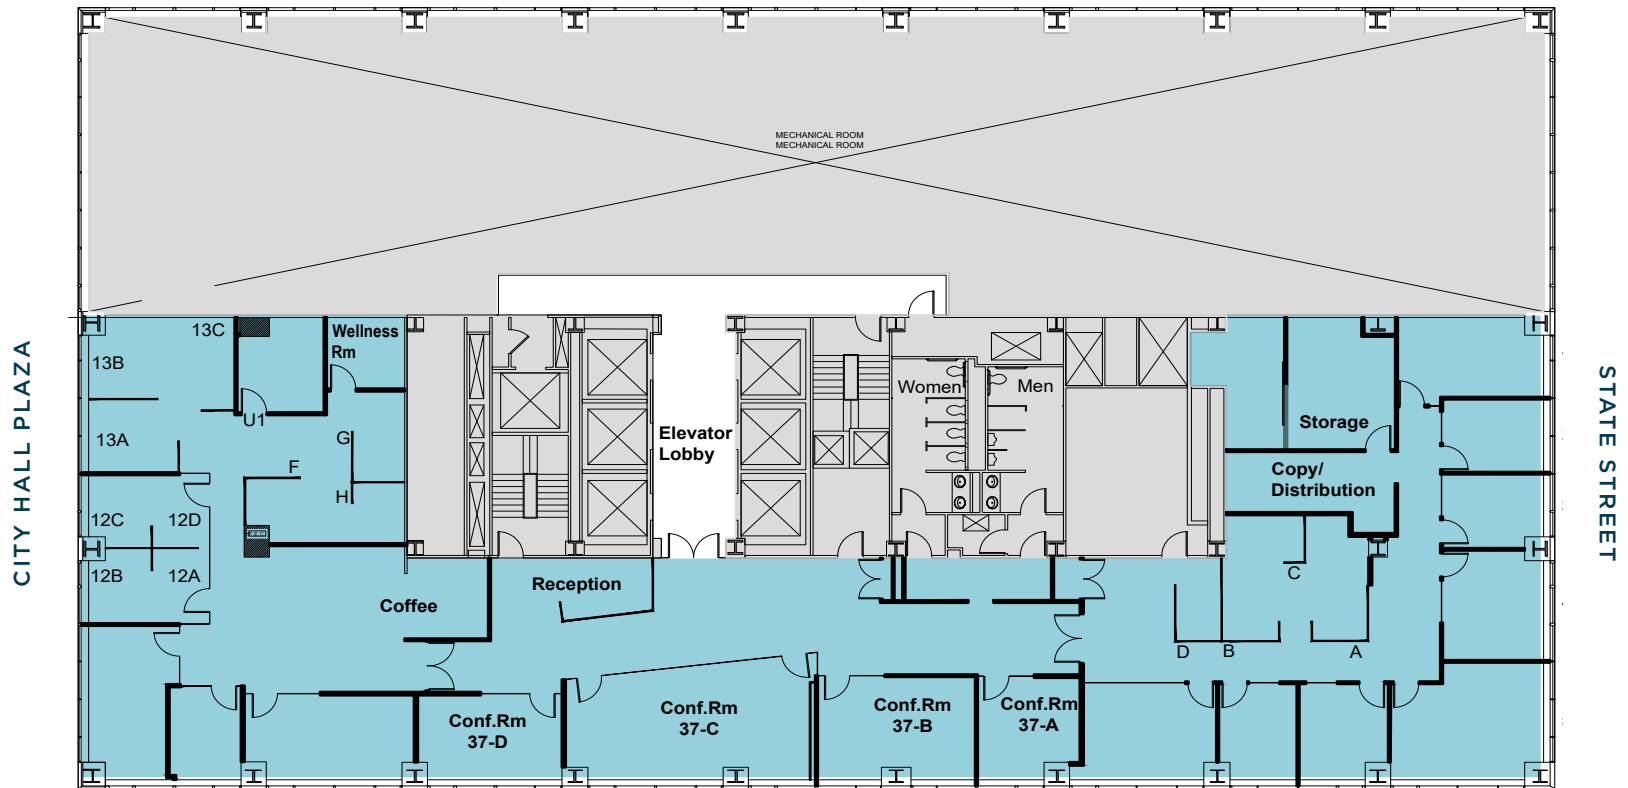 MECHANICAL ROOM
MECHANICAL ROOM
CITY HALL PLAZA
STATE STREET
13C
Wellness
Rm
13B
U1
13A
G
F
H
12C
12D
12B
12A
Coffee
Reception
Elevator
Lobby
Women
Men
Storage
Copy/
Distribution
C
D
B
A
Conf.Rm
37-D
Conf.Rm
37-C
Conf.Rm
37-B
Conf.Rm
37-A